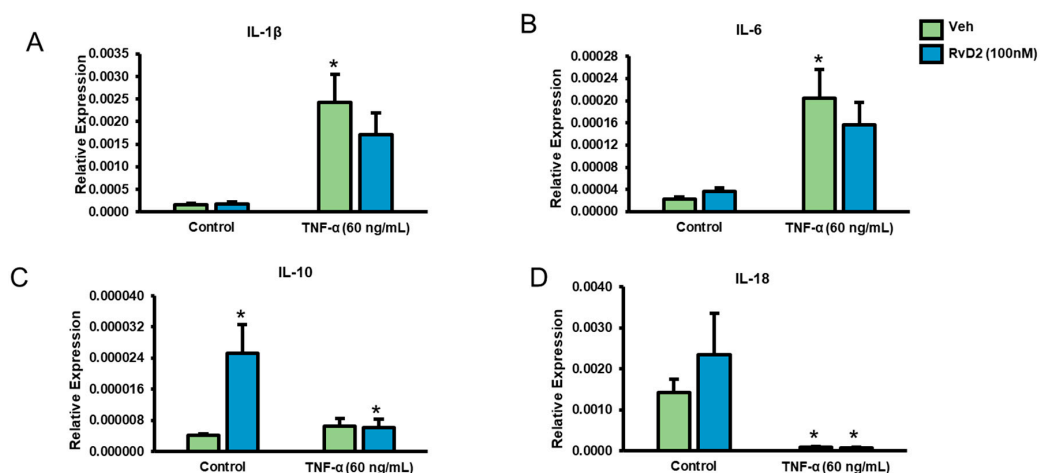 A
IL-1β
Relative Expression
0.0035
0.0030
0.0025
0.0020
0.0015
0.0010
0.0005
0.0000
*
Control
TNF-α (60 ng/mL)
B
IL-6
Relative Expression
0.00028
0.00024
0.00020
0.00016
0.00012
0.00008
0.00004
0.00000
*
Control
TNF-α (60 ng/mL)
Veh
RvD2 (100nM)
C
IL-10
Relative Expression
0.000040
0.000032
0.000024
0.000016
0.000008
0.000000
*
*
Control
TNF-α (60 ng/mL)
D
IL-18
Relative Expression
0.0040
0.0030
0.0020
0.0010
0.0000
* *
Control
TNF-α (60 ng/mL)